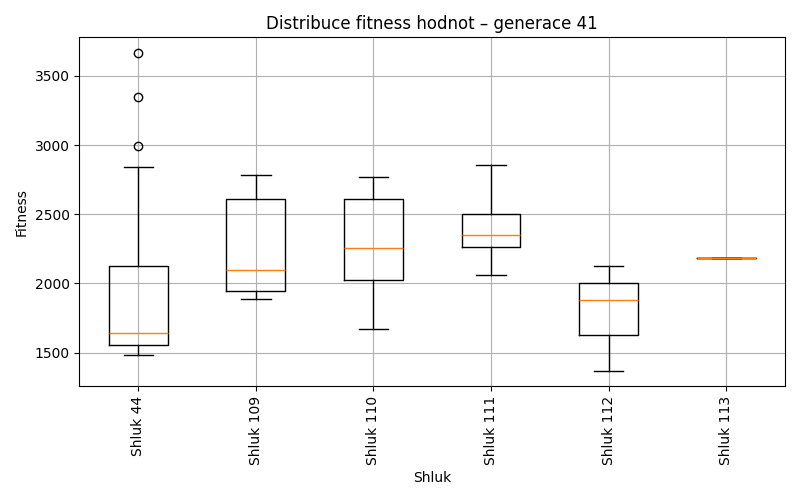 Distribuce fitness hodnot – generace 41
Fitness
3500
3000
2500
2000
1500
Shluk 44
Shluk 109
Shluk 110
Shluk 111
Shluk 112
Shluk 113
Shluk